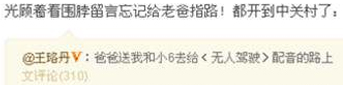 光顾着看围脖留言忘记给老爸指路！都开到中关村了：
@王珞丹V：爸爸送我和小6去给<无人驾驶>配音的路上
文评论(310)